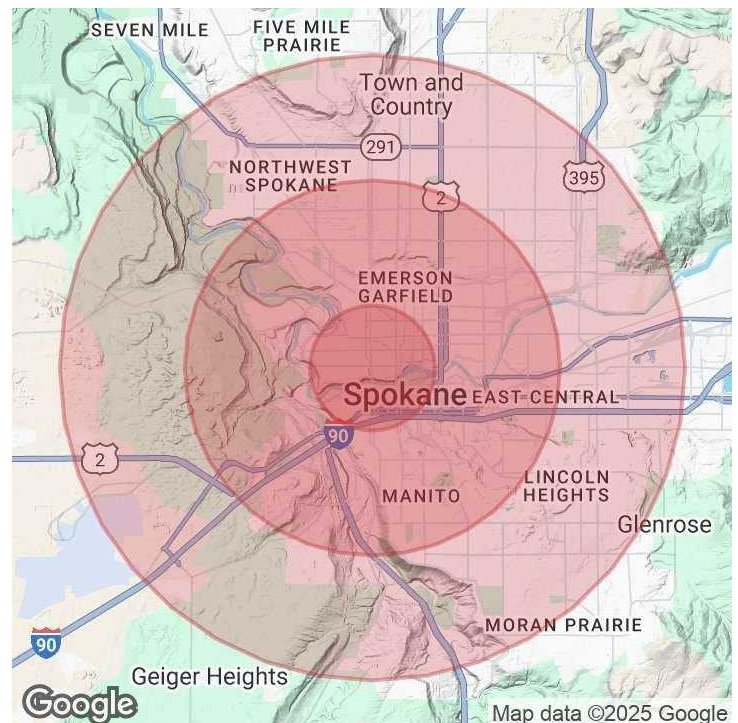 SEVEN MILE
FIVE MILE
PRAIRIE
Town and
Country
291
395
NORTHWEST
SPOKANE
2
EMERSON
GARFIELD
Spokane
EAST CENTRAL
90
2
MANITO
LINCOLN
HEIGHTS
Glenrose
MORAN PRAIRIE
90
Geiger Heights
Google
Map data ©2025 Google